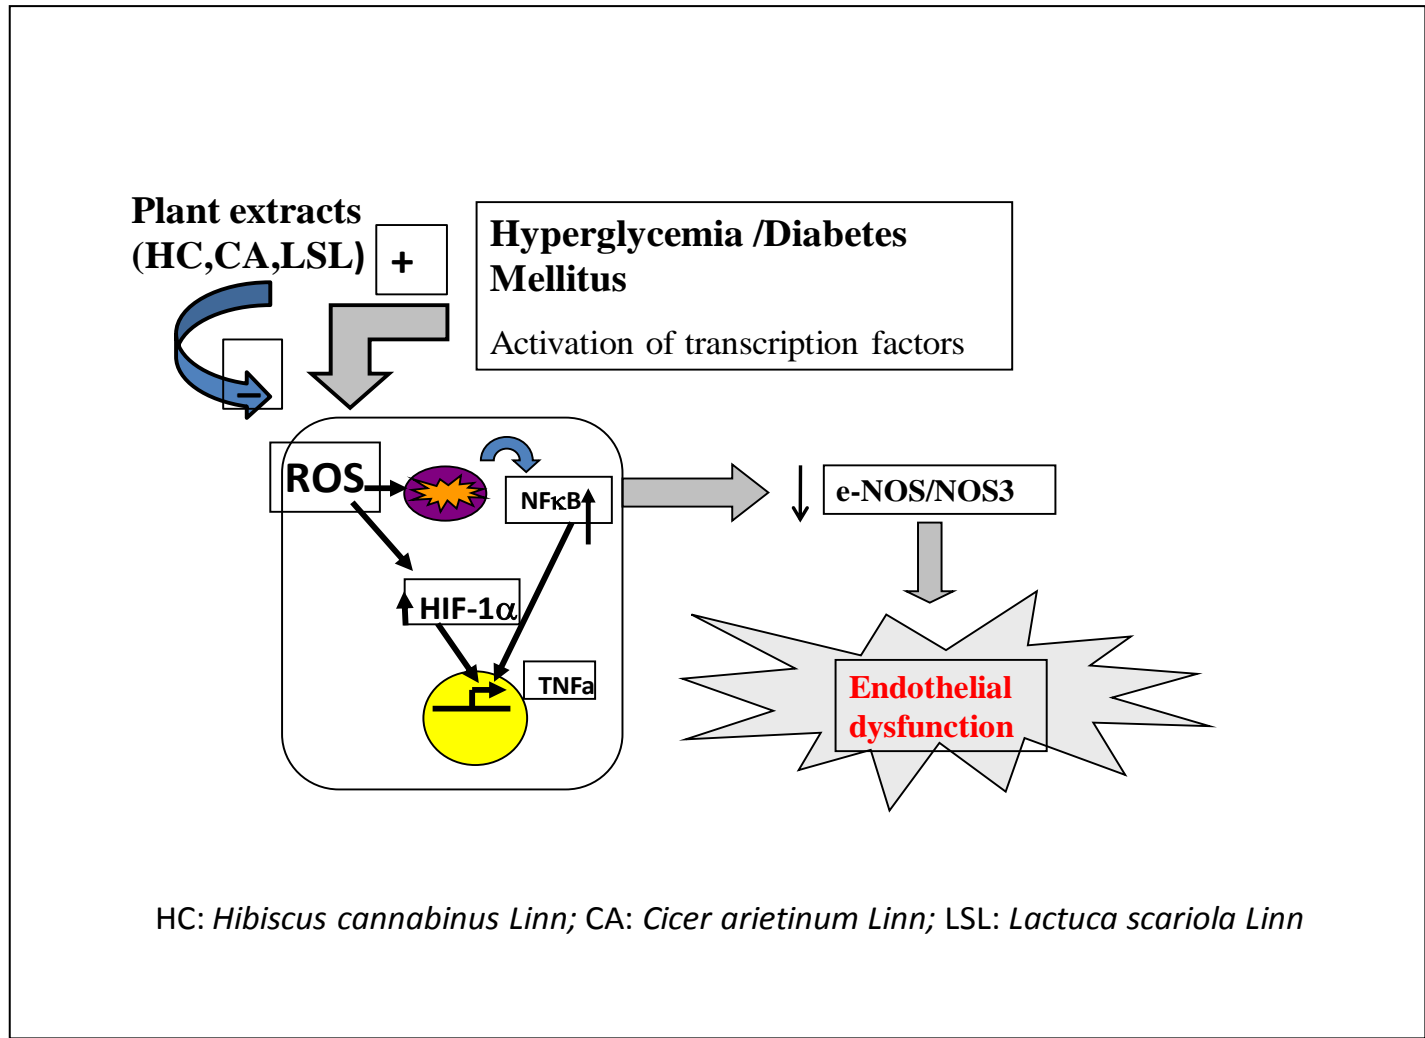 Plant extracts
(HC,CA,LSL)
+
Hyperglycemia /Diabetes
Mellitus
Activation of transcription factors
–
ROS
NFκB
e-NOS/NOS3
HIF-1α
TNFa
Endothelial
dysfunction
HC: Hibiscus cannabinus Linn; CA: Cicer arietinum Linn; LSL: Lactuca scariola Linn